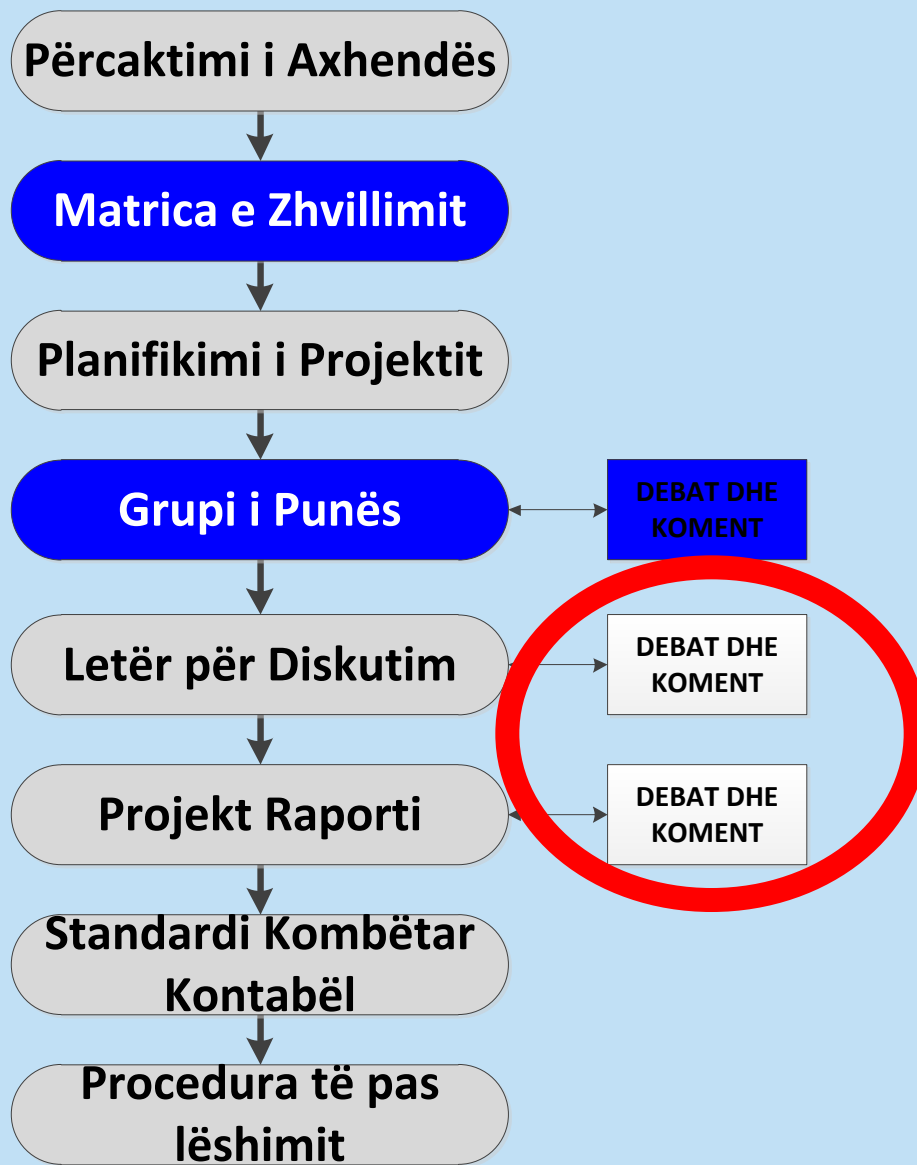 Përcaktimi i Axhendës
Matrica e Zhvillimit
Planifikimi i Projektit
Grupi i Punës
DEBAT DHE
KOMENT
Letër për Diskutim
DEBAT DHE
KOMENT
Projekt Raporti
DEBAT DHE
KOMENT
Standardi Kombëtar
Kontabël
Procedura të pas
lëshimit